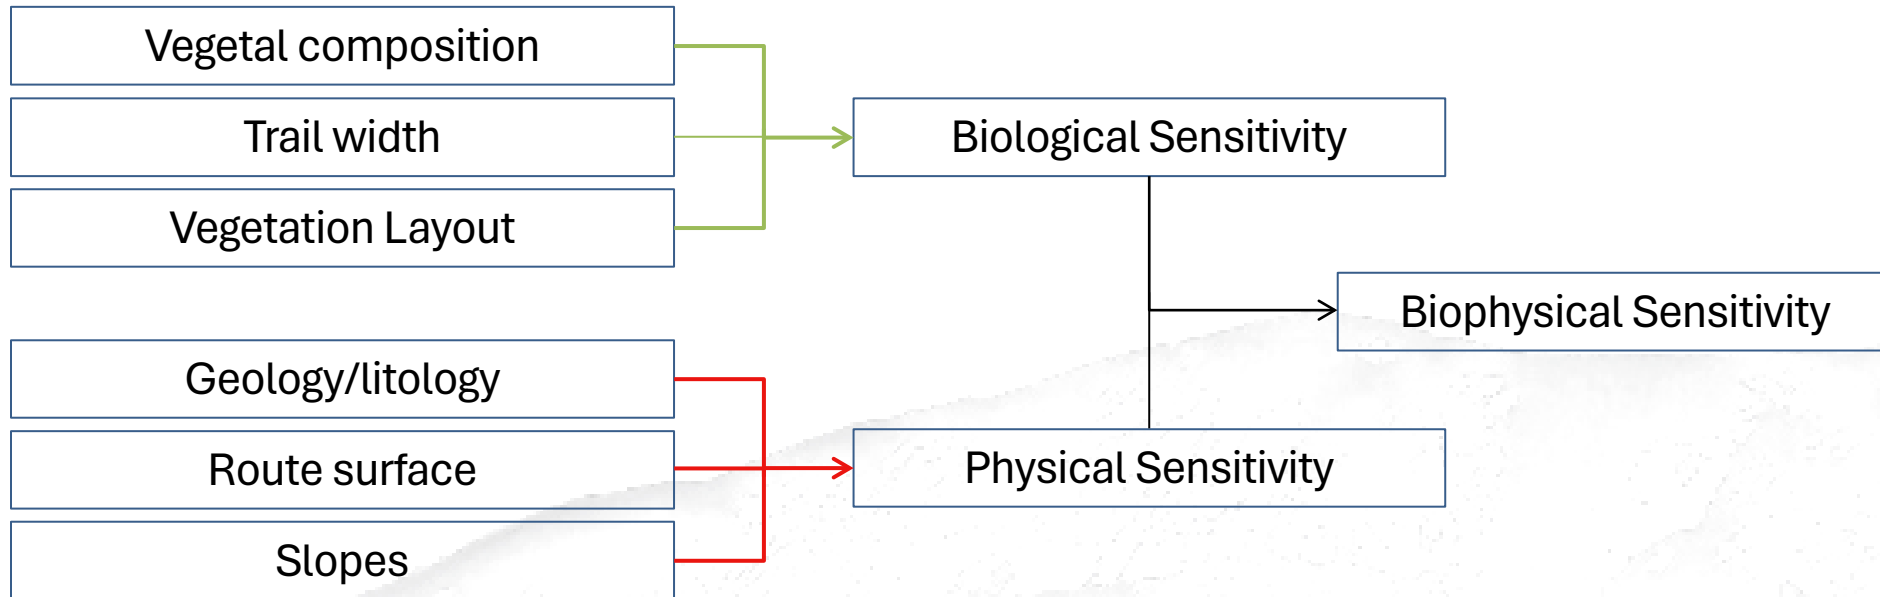 Vegetal composition
Trail width
Vegetation Layout
Biological Sensitivity
Biophysical Sensitivity
Geology/litology
Route surface
Slopes
Physical Sensitivity